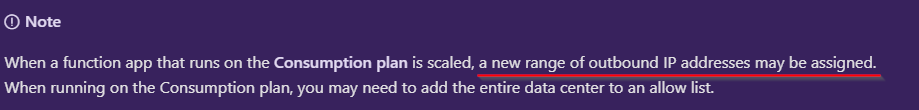 Note
When a function app that runs on the Consumption plan is scaled, a new range of outbound IP addresses may be assigned.
When running on the Consumption plan, you may need to add the entire data center to an allow list.